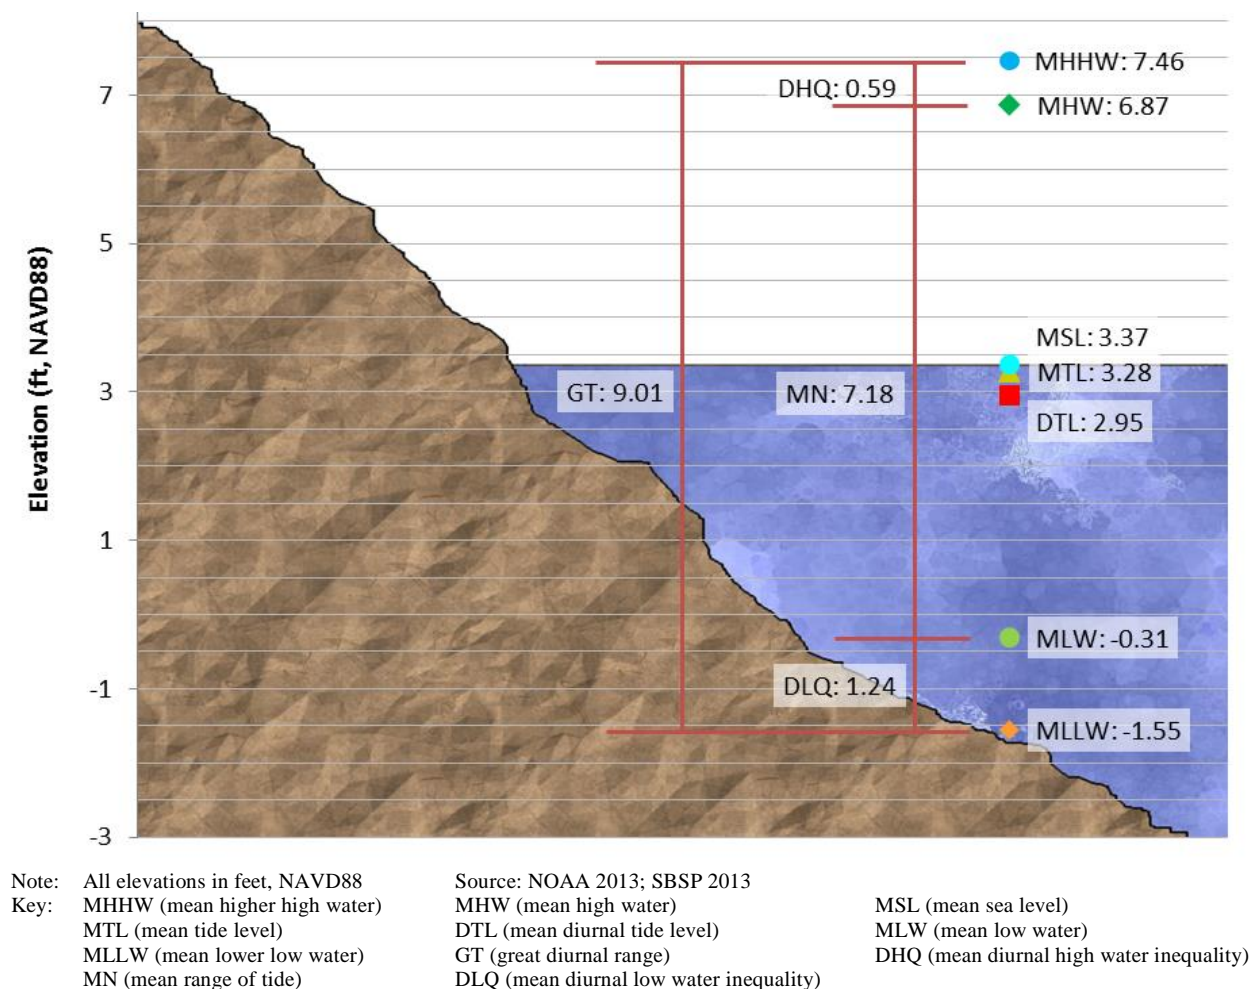 MHHW: 7.46
DHQ: 0.59
7
MHW: 6.87
5
MSL: 3.37
MTL: 3.28
3
GT: 9.01
MN: 7.18
DTL: 2.95
Elevation (ft, NAVD88)
1
MLW: -0.31
-1
DLQ: 1.24
MLLW: -1.55
-3
Note: All elevations in feet, NAVD88 Source: NOAA 2013; SBSP 2013
Key: MHHW (mean higher high water) MHW (mean high water) MSL (mean sea level)
MTL (mean tide level) DTL (mean diurnal tide level) MLW (mean low water)
MLLW (mean lower low water) GT (great diurnal range) DHQ (mean diurnal high water inequality)
MN (mean range of tide) DLQ (mean diurnal low water inequality)